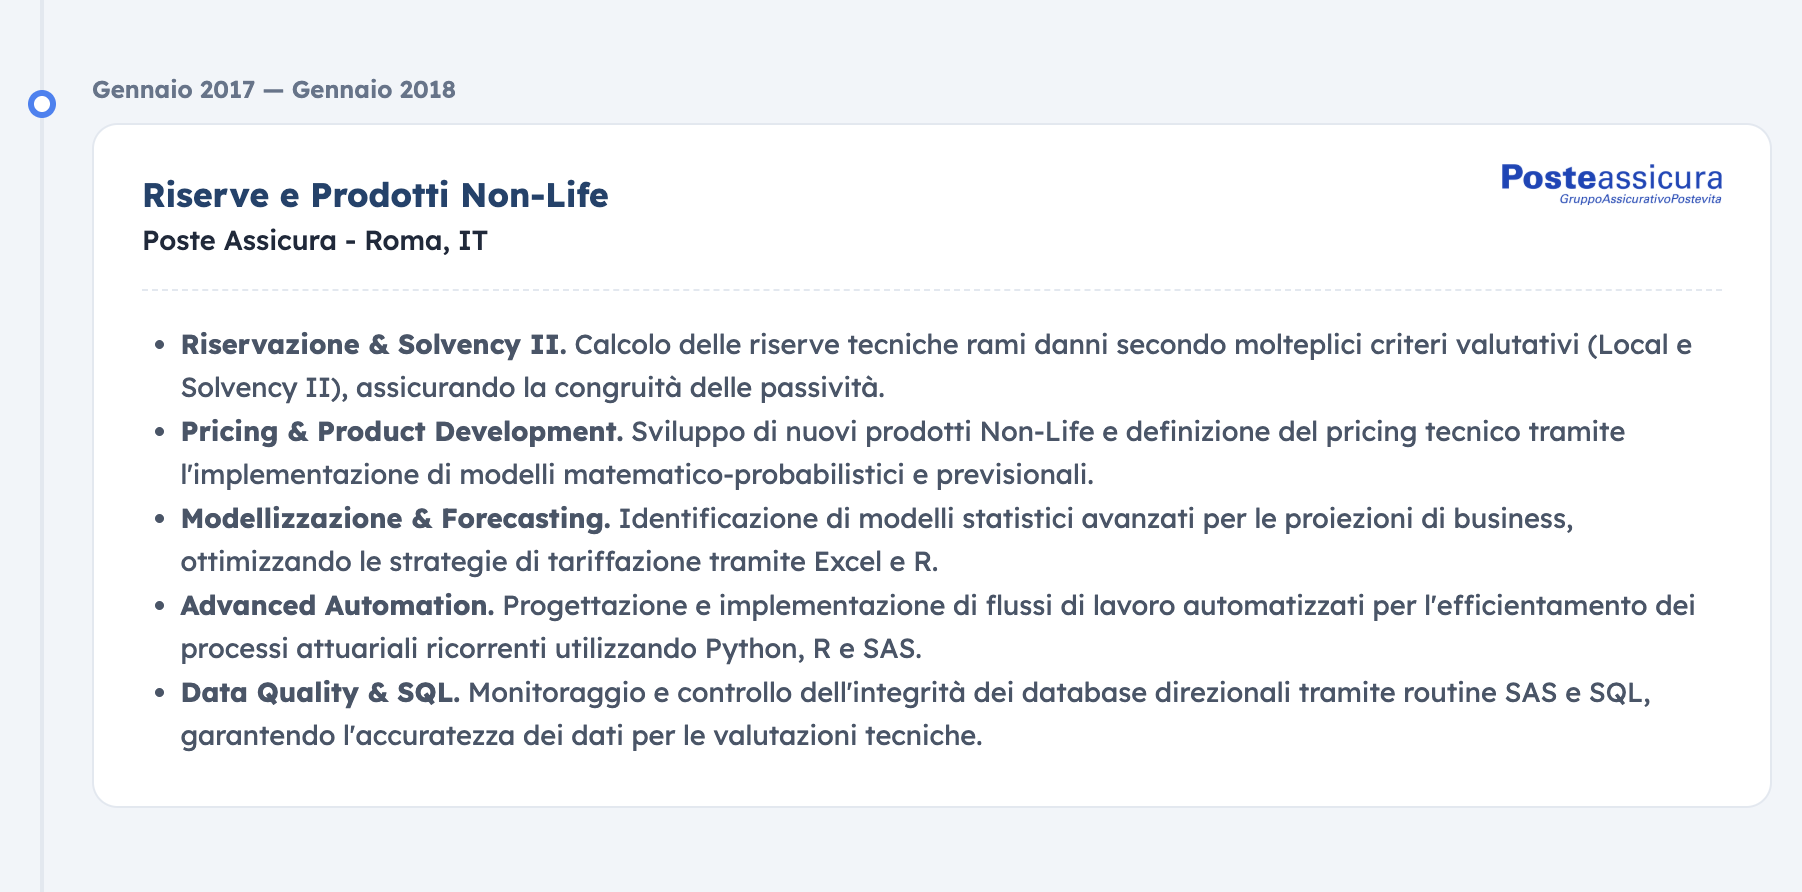 Gennaio 2017 — Gennaio 2018
Riserve e Prodotti Non-Life
Poste Assicura - Roma, IT
Posteassicura
GruppoAssicurativoPostevita
• Riservazione & Solvency II. Calcolo delle riserve tecniche rami danni secondo molteplici criteri valutativi (Local e
Solvency II), assicurando la congruità delle passività.
• Pricing & Product Development. Sviluppo di nuovi prodotti Non-Life e definizione del pricing tecnico tramite
l'implementazione di modelli matematico-probabilistici e previsionali.
• Modellizzazione & Forecasting. Identificazione di modelli statistici avanzati per le proiezioni di business,
ottimizzando le strategie di tariffazione tramite Excel e R.
• Advanced Automation. Progettazione e implementazione di flussi di lavoro automatizzati per l'efficientamento dei
processi attuariali ricorrenti utilizzando Python, R e SAS.
• Data Quality & SQL. Monitoraggio e controllo dell'integrità dei database direzionali tramite routine SAS e SQL,
garantendo l'accuratezza dei dati per le valutazioni tecniche.